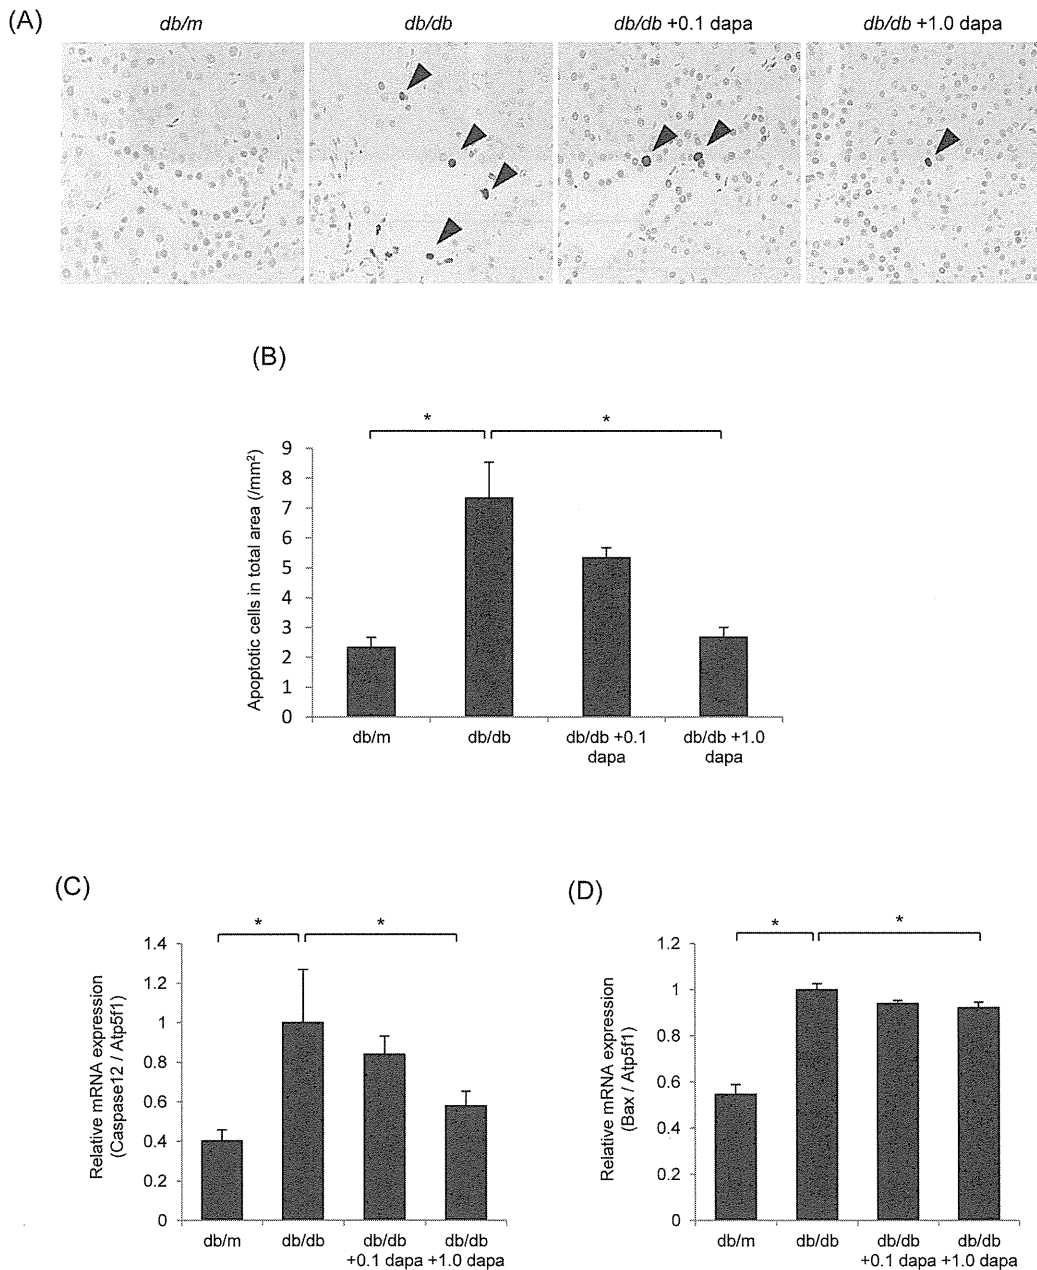 (A)
db/m
db/db
db/db +0.1 dapa
db/db +1.0 dapa
(B)
*
*
Apoptotic cells in total area (/mm²)
9
8
7
6
5
4
3
2
1
0
db/m
db/db
db/db +0.1
dapa
db/db +1.0
dapa
(C)
*
*
Relative mRNA expression
(Caspase12 / Atp5f1)
1.4
1.2
1
0.8
0.6
0.4
0.2
0
db/m
db/db
db/db
+0.1 dapa
db/db
+1.0 dapa
(D)
*
*
Relative mRNA expression
(Bax / Atp5f1)
1.2
1
0.8
0.6
0.4
0.2
0
db/m
db/db
db/db
+0.1 dapa
db/db
+1.0 dapa